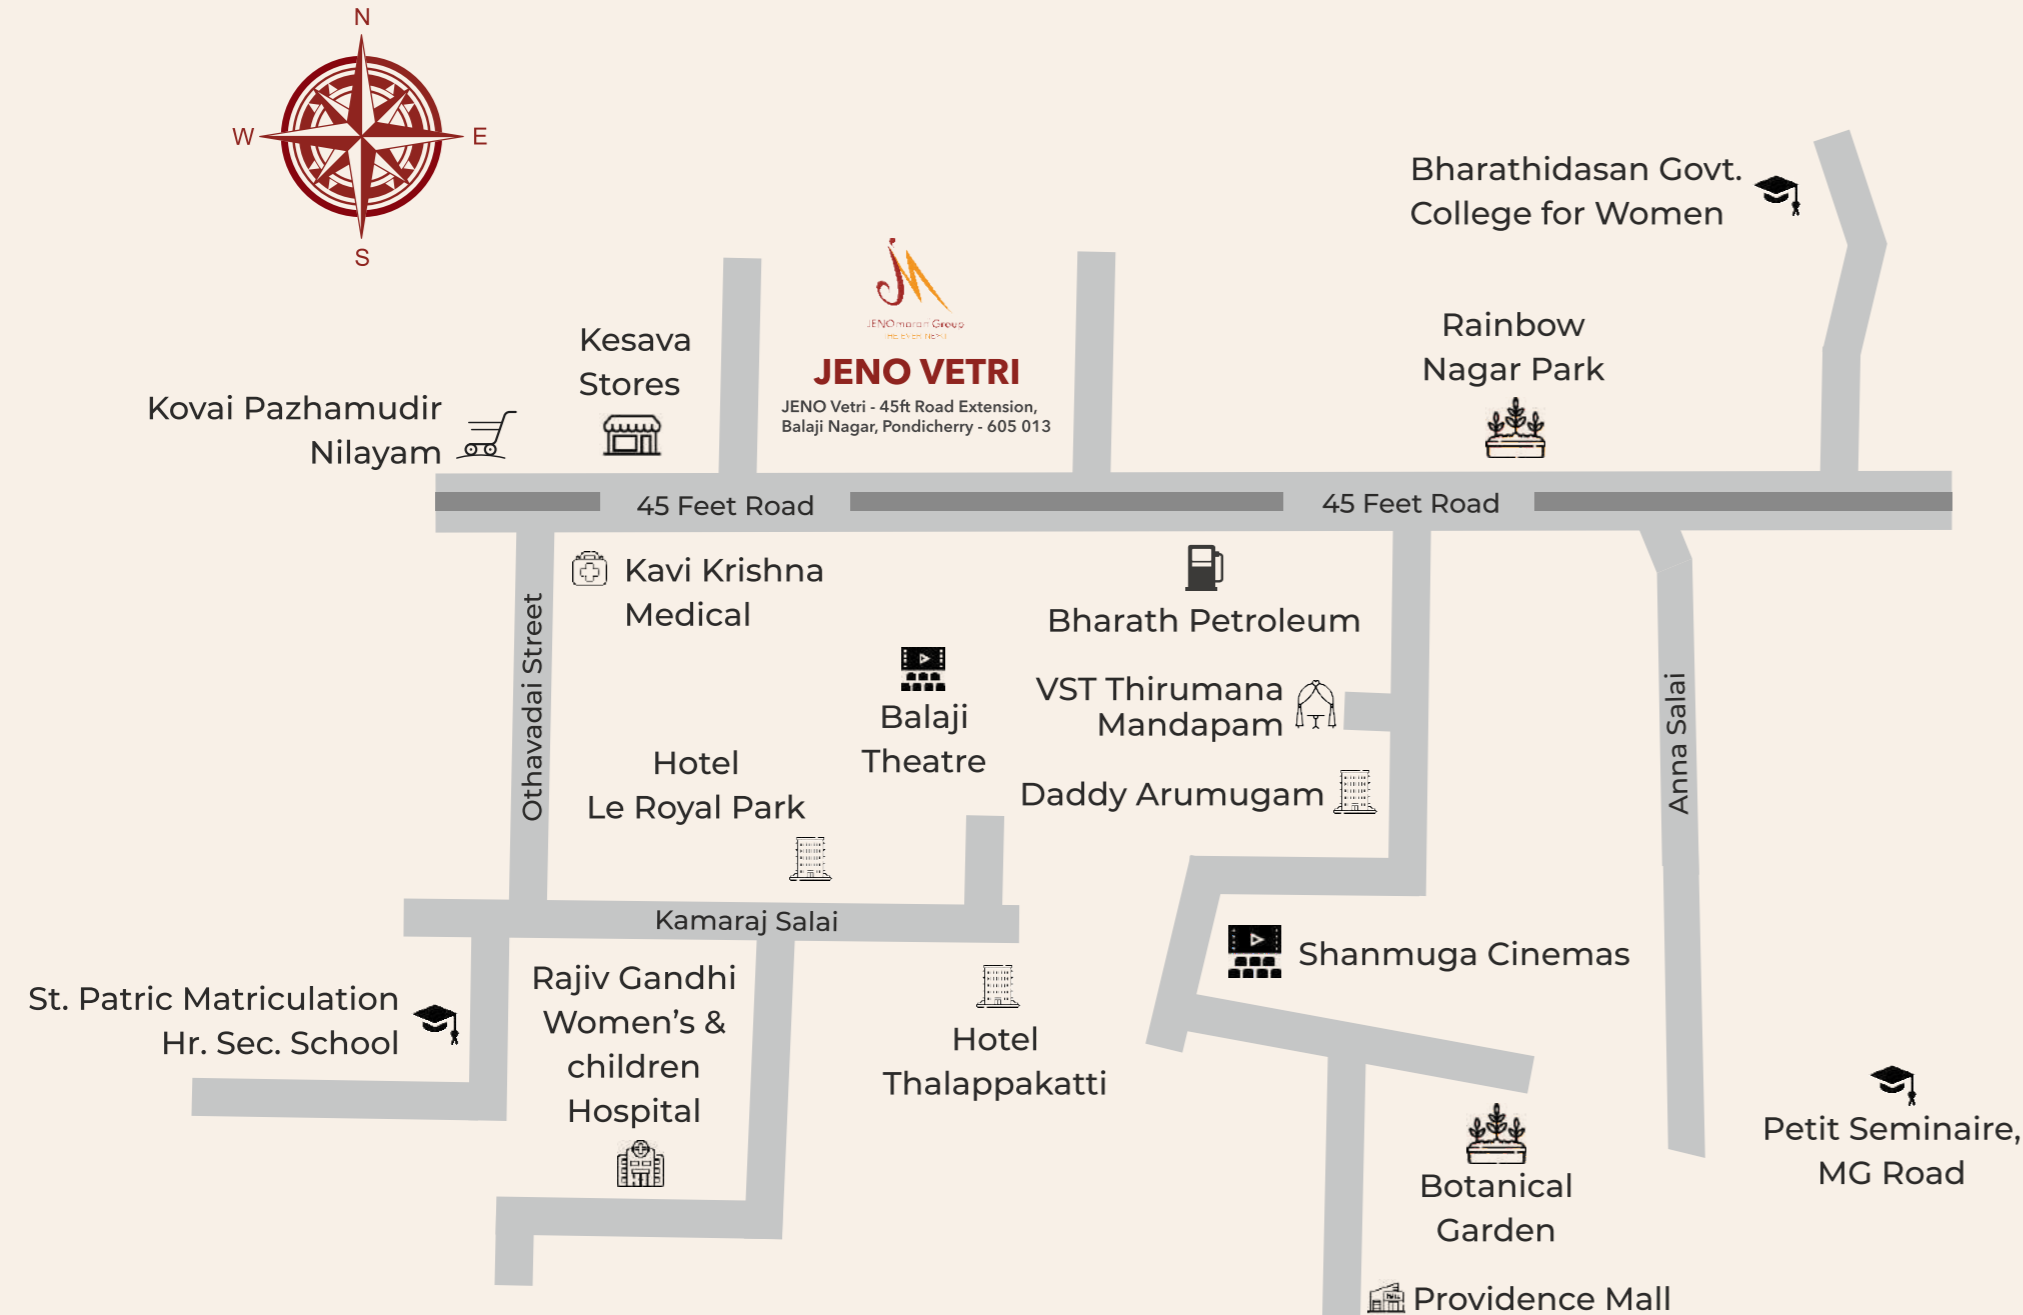 N
W
E
S
Bharathidasan Govt.
College for Women
JENOmaran Group
Kesava
Stores
Rainbow
Nagar Park
JENO VETRI
JENO Vetri - 45ft Road Extension,
Balaji Nagar, Pondicherry - 605 013
Kovai Pazhamudir
Nilayam
45 Feet Road
45 Feet Road
Othavadai Street
Kavi Krishna
Medical
Bharath Petroleum
Balaji
Theatre
VST Thirumana
Mandapam
Anna Salai
Hotel
Le Royal Park
Daddy Arumugam
Kamaraj Salai
Shanmuga Cinemas
St. Patric Matriculation
Hr. Sec. School
Rajiv Gandhi
Women’s &
children
Hospital
Hotel
Thalappakatti
Petit Seminaire,
MG Road
Botanical
Garden
Providence Mall